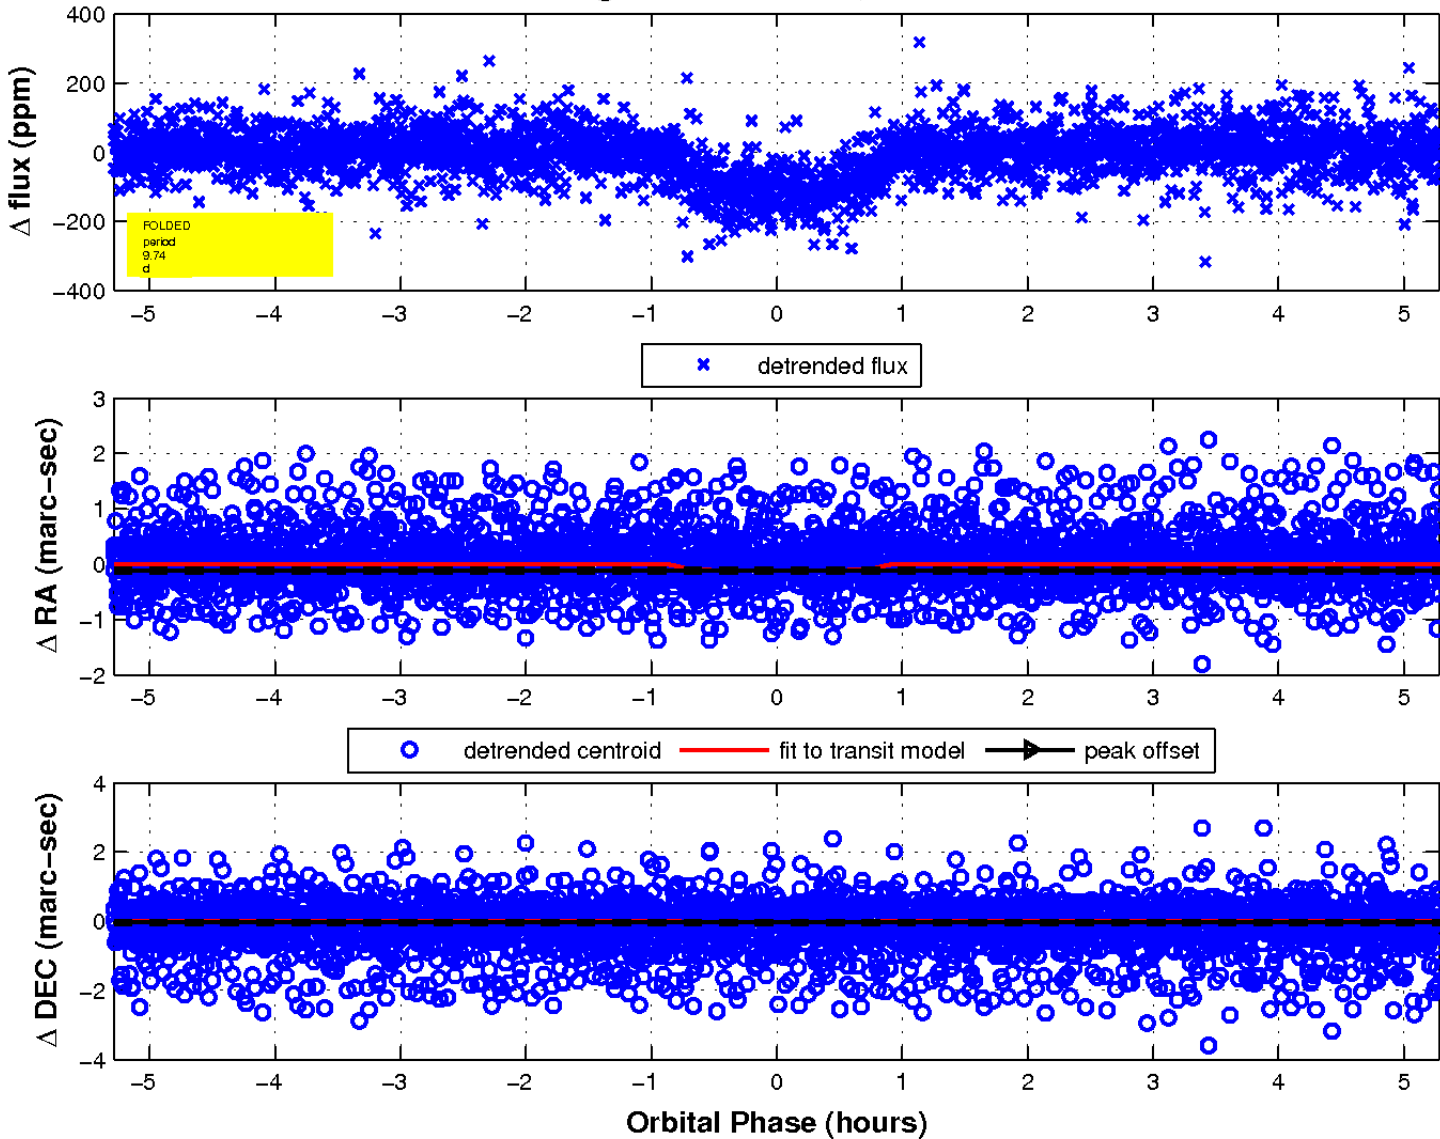 400
200
0
−200
−400
Δ flux (ppm)
FOLDED
period
9.74
d
−5 −4 −3 −2 −1 0 1 2 3 4 5
detrended flux
3
2
1
0
−1
−2
Δ RA (marc−sec)
−5 −4 −3 −2 −1 0 1 2 3 4 5
detrended centroid fit to transit model peak offset
4
2
0
−2
−4
Δ DEC (marc−sec)
−5 −4 −3 −2 −1 0 1 2 3 4 5
Orbital Phase (hours)